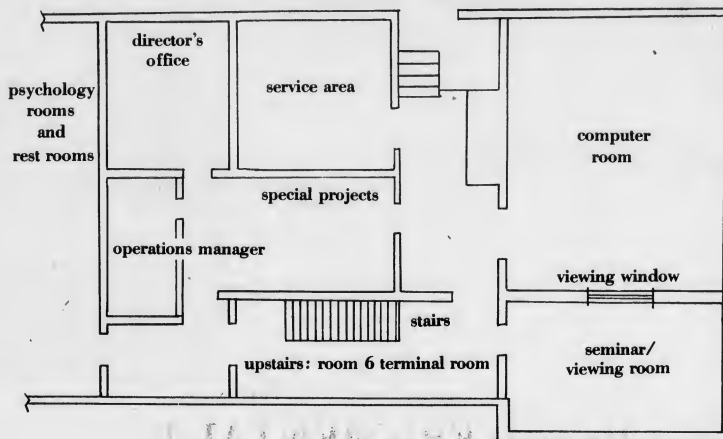 director's
office
psychology
rooms
and
rest rooms
service area
computer
room
special projects
operations manager
viewing window
stairs
seminar/
viewing room
upstairs: room 6 terminal room